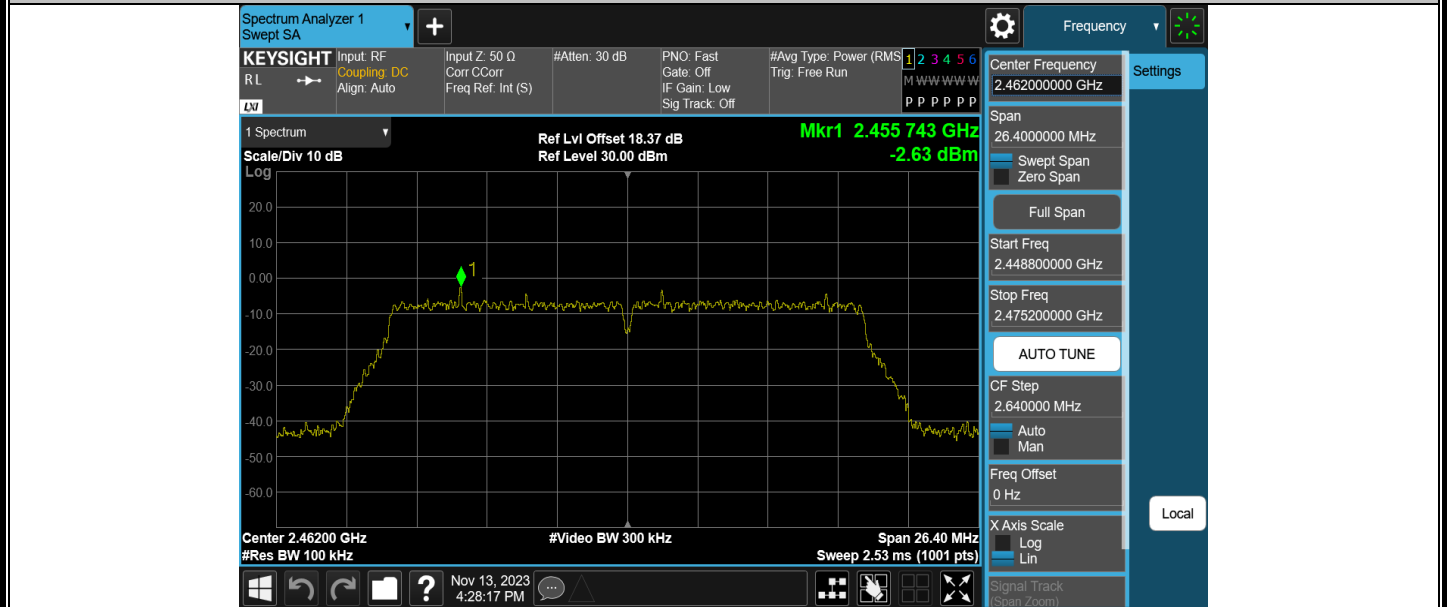 Spectrum Analyzer 1
Swept SA
+
Frequency
KEYSIGHT
RL
LXI
Input: RF
Coupling: DC
Align: Auto
Input Z: 50 Ω
Corr CCorr
Freq Ref: Int (S)
#Atten: 30 dB
PNO: Fast
Gate: Off
IF Gain: Low
Sig Track: Off
#Avg Type: Power (RMS
Trig: Free Run
1 2 3 4 5 6
M W W W W W
P P P P P P
1 Spectrum
Scale/Div 10 dB
Log
Ref Lvl Offset 18.37 dB
Ref Level 30.00 dBm
Mkr1 2.455 743 GHz
-2.63 dBm
1
20.0
10.0
0.00
-10.0
-20.0
-30.0
-40.0
-50.0
-60.0
Center 2.46200 GHz
#Res BW 100 kHz
#Video BW 300 kHz
Span 26.40 MHz
Sweep 2.53 ms (1001 pts)
Center Frequency
2.462000000 GHz
Settings
Span
26.4000000 MHz
Swept Span
Zero Span
Full Span
Start Freq
2.448800000 GHz
Stop Freq
2.475200000 GHz
AUTO TUNE
CF Step
2.640000 MHz
Auto
Man
Freq Offset
0 Hz
X Axis Scale
Log
Lin
Local
Signal Track
(Span Zoom)
?
Nov 13, 2023
4:28:17 PM